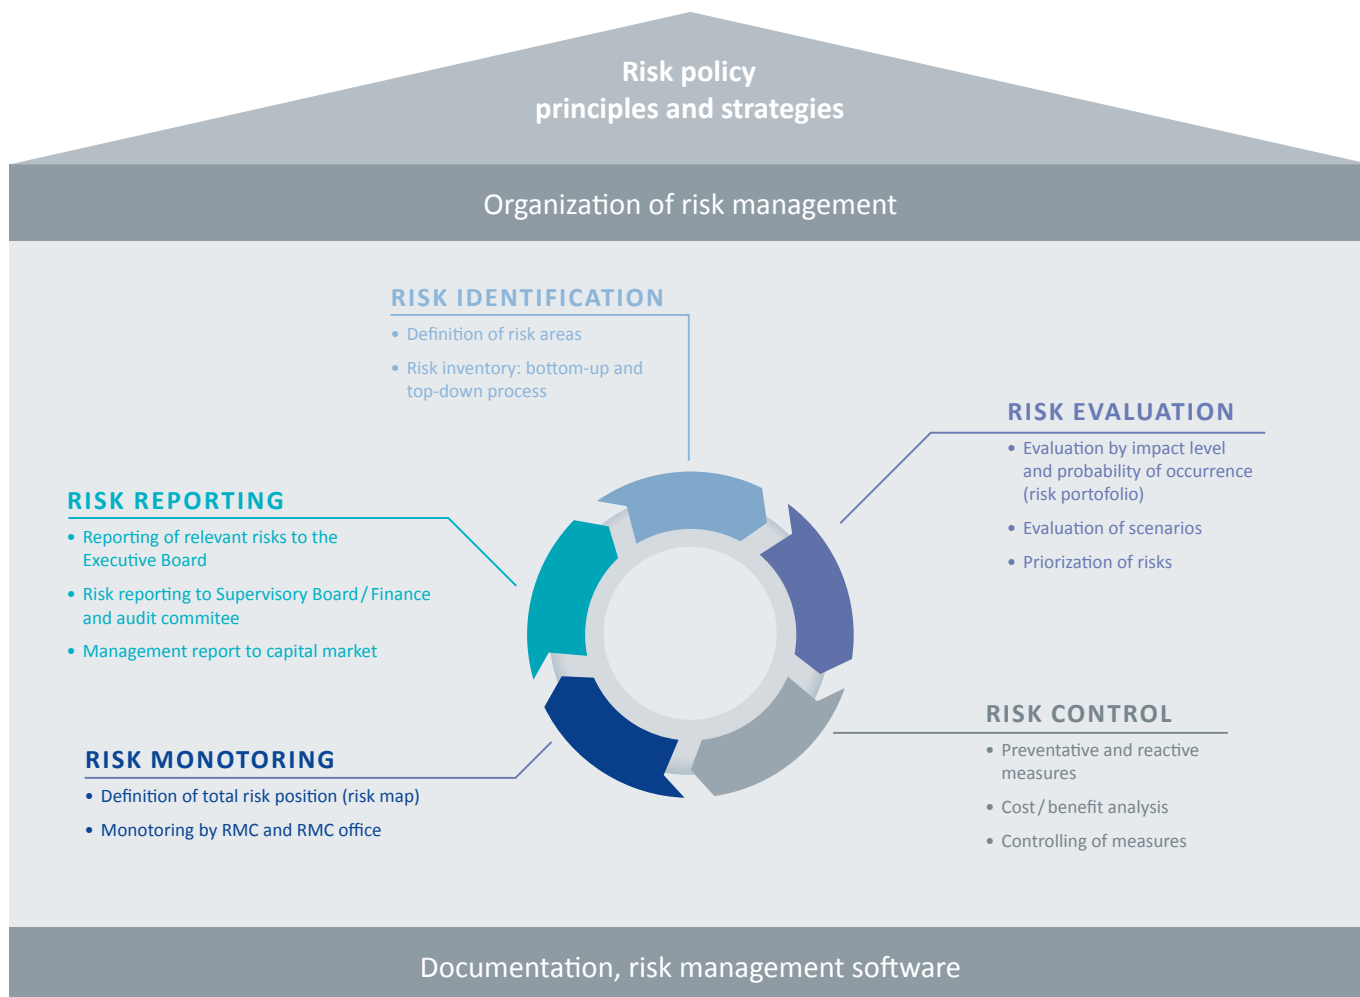 Risk policy
principles and strategies
Organization of risk management
RISK IDENTIFICATION
• Definition of risk areas
• Risk inventory: bottom-up and
top-down process
RISK EVALUATION
• Evaluation by impact level
and probability of occurrence
(risk portofolio)
• Evaluation of scenarios
• Priorization of risks
RISK REPORTING
• Reporting of relevant risks to the
Executive Board
• Risk reporting to Supervisory Board / Finance
and audit commitee
• Management report to capital market
RISK CONTROL
• Preventative and reactive
measures
• Cost / benefit analysis
• Controlling of measures
RISK MONOTORING
• Definition of total risk position (risk map)
• Monotoring by RMC and RMC office
Documentation, risk management software